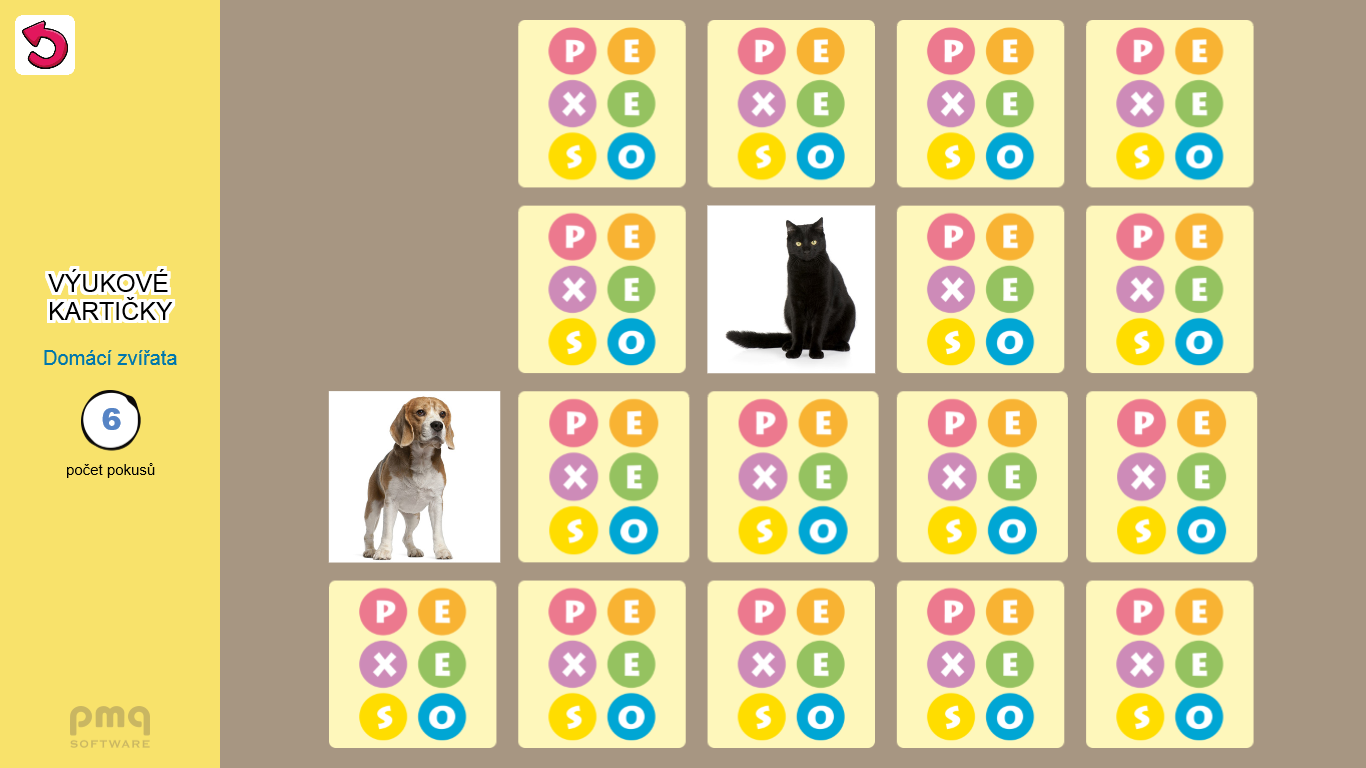 VÝUKOVÉ
KARTIČKY
Domácí zvířata
6
počet pokusů
pmq
SOFTWARE
P E
X E
S O
P E
X E
S O
P E
X E
S O
P E
X E
S O
P E
X E
S O
P E
X E
S O
P E
X E
S O
P E
X E
S O
P E
X E
S O
P E
X E
S O
P E
X E
S O
P E
X E
S O
P E
X E
S O
P E
X E
S O
P E
X E
S O
P E
X E
S O